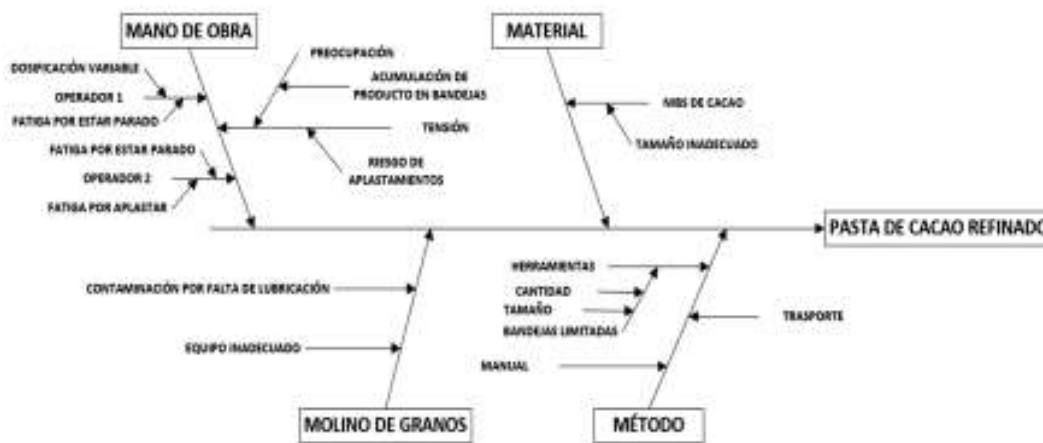 MANO DE OBRA
MATERIAL
PREOCUPACIÓN
DOSIFICACIÓN VARIABLE
ACUMULACIÓN DE
PRODUCTO EN BANDEJAS
OPERADOR 1
NIBS DE CACAO
FATIGA POR ESTAR PARADO
TENSIÓN
TAMAÑO INADECUADO
FATIGA POR ESTAR PARADO
RIESGO DE
APLASTAMIENTOS
OPERADOR 2
FATIGA POR APLASTAR
PASTA DE CACAO REFINADO
HERRAMIENTAS
CONTAMINACIÓN POR FALTA DE LUBRICACIÓN
CANTIDAD
TAMAÑO
TRASPORTE
BANDEJAS LIMITADAS
EQUIPO INADECUADO
MANUAL
MOLINO DE GRANOS
MÉTODO